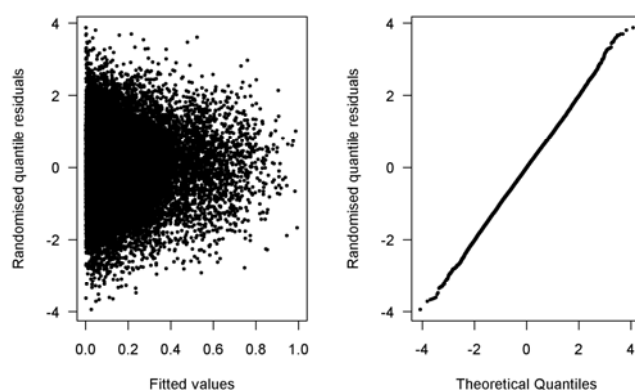 4
2
0
-2
-4
Randomised quantile residuals
0.0 0.2 0.4 0.6 0.8 1.0
Fitted values
4
2
0
-2
-4
Randomised quantile residuals
-4 -2 0 2 4
Theoretical Quantiles